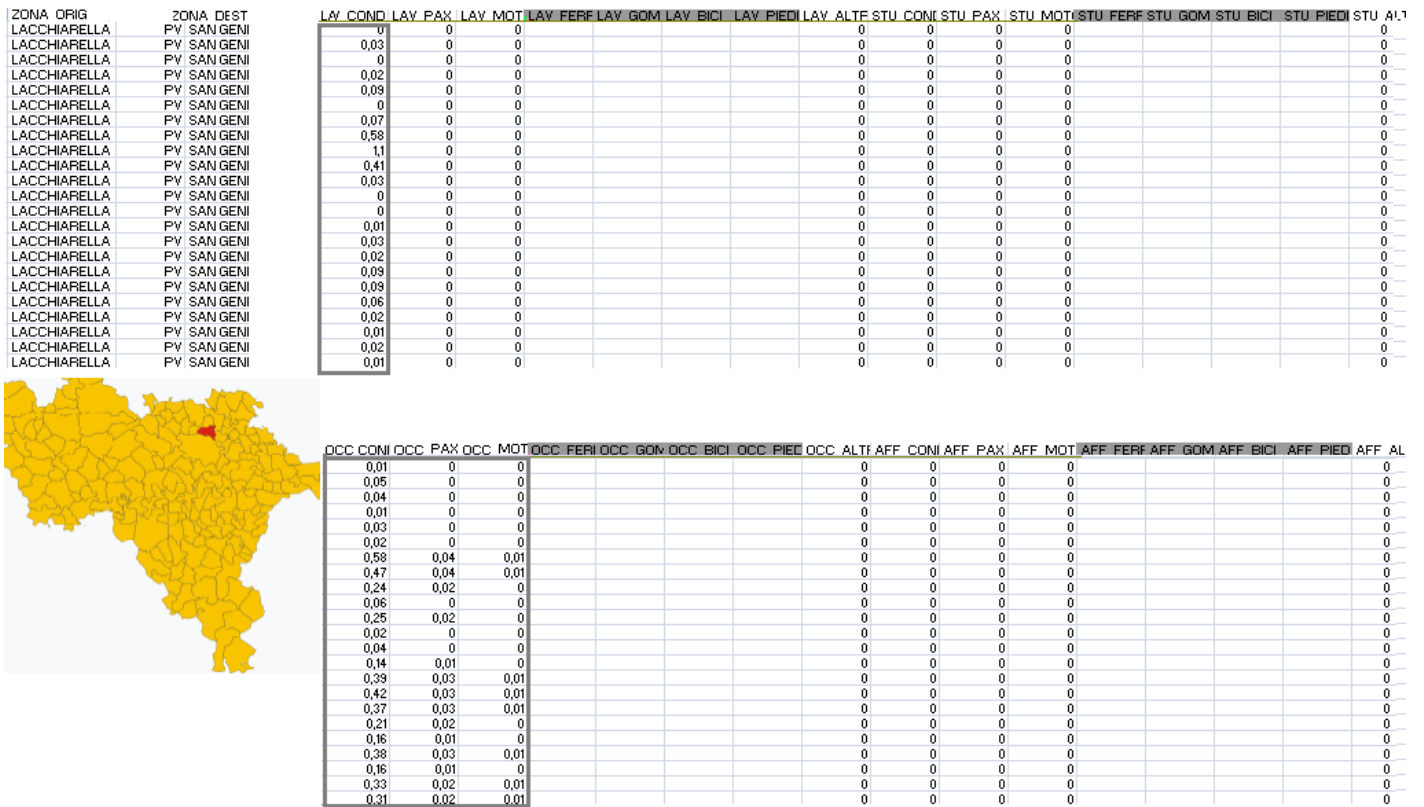 ZONA ORIG ZONA DEST LAV COND LAV PAX LAV MOT LAV FERR LAV GOM LAV BICI LAV PIEDI LAV ALTR STU CONI STU PAX STU MOT STU FERR STU GOM STU BICI STU PIEDI STU ALT
LACCHIARELLA PV SAN GENI 0 0 0 0 0 0 0 0
LACCHIARELLA PV SAN GENI 0,03 0 0 0 0 0 0 0
LACCHIARELLA PV SAN GENI 0 0 0 0 0 0 0 0
LACCHIARELLA PV SAN GENI 0,02 0 0 0 0 0 0 0
LACCHIARELLA PV SAN GENI 0,09 0 0 0 0 0 0 0
LACCHIARELLA PV SAN GENI 0 0 0 0 0 0 0 0
LACCHIARELLA PV SAN GENI 0,07 0 0 0 0 0 0 0
LACCHIARELLA PV SAN GENI 0,58 0 0 0 0 0 0 0
LACCHIARELLA PV SAN GENI 1,1 0 0 0 0 0 0 0
LACCHIARELLA PV SAN GENI 0,41 0 0 0 0 0 0 0
LACCHIARELLA PV SAN GENI 0,03 0 0 0 0 0 0 0
LACCHIARELLA PV SAN GENI 0 0 0 0 0 0 0 0
LACCHIARELLA PV SAN GENI 0 0 0 0 0 0 0 0
LACCHIARELLA PV SAN GENI 0,01 0 0 0 0 0 0 0
LACCHIARELLA PV SAN GENI 0,03 0 0 0 0 0 0 0
LACCHIARELLA PV SAN GENI 0,02 0 0 0 0 0 0 0
LACCHIARELLA PV SAN GENI 0,09 0 0 0 0 0 0 0
LACCHIARELLA PV SAN GENI 0,09 0 0 0 0 0 0 0
LACCHIARELLA PV SAN GENI 0,06 0 0 0 0 0 0 0
LACCHIARELLA PV SAN GENI 0,02 0 0 0 0 0 0 0
LACCHIARELLA PV SAN GENI 0,01 0 0 0 0 0 0 0
LACCHIARELLA PV SAN GENI 0,02 0 0 0 0 0 0 0
LACCHIARELLA PV SAN GENI 0,01 0 0 0 0 0 0 0
OCC CONI OCC PAX OCC MOT OCC FERI OCC GOM OCC BICI OCC PIED OCC ALTF AFF CONI AFF PAX AFF MOT AFF FERF AFF GOM AFF BICI AFF PIED AFF AL
0,01 0 0 0 0 0 0 0
0,05 0 0 0 0 0 0 0
0,04 0 0 0 0 0 0 0
0,01 0 0 0 0 0 0 0
0,03 0 0 0 0 0 0 0
0,02 0 0 0 0 0 0 0
0,58 0,04 0,01 0 0 0 0 0
0,47 0,04 0,01 0 0 0 0 0
0,24 0,02 0 0 0 0 0 0
0,06 0 0 0 0 0 0 0
0,25 0,02 0 0 0 0 0 0
0,02 0 0 0 0 0 0 0
0,04 0 0 0 0 0 0 0
0,14 0,01 0 0 0 0 0 0
0,39 0,03 0,01 0 0 0 0 0
0,42 0,03 0,01 0 0 0 0 0
0,37 0,03 0,01 0 0 0 0 0
0,21 0,02 0 0 0 0 0 0
0,16 0,01 0 0 0 0 0 0
0,38 0,03 0,01 0 0 0 0 0
0,16 0,01 0 0 0 0 0 0
0,33 0,02 0,01 0 0 0 0 0
0,31 0,02 0,01 0 0 0 0 0